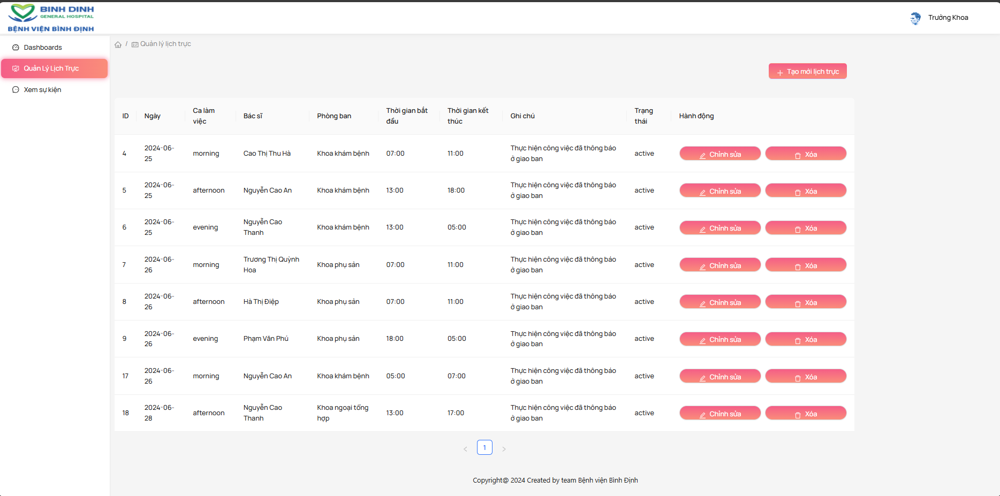 BINH DINH
GENERAL HOSPITAL
BỆNH VIỆN BÌNH ĐỊNH
Trưởng Khoa
Dashboards
Quản Lý Lịch Trực
Xem sự kiện
/ Quản lý lịch trực
+ Tạo mới lịch trực
ID Ngày Ca làm việc Bác sĩ Phòng ban Thời gian bắt đầu Thời gian kết thúc Ghi chú Trạng thái Hành động
4 2024-06-25 morning Cao Thị Thu Hà Khoa khám bệnh 07:00 11:00 Thực hiện công việc đã thông báo ở giao ban active Chỉnh sửa Xóa
5 2024-06-25 afternoon Nguyễn Cao An Khoa khám bệnh 13:00 18:00 Thực hiện công việc đã thông báo ở giao ban active Chỉnh sửa Xóa
6 2024-06-25 evening Nguyễn Cao Thanh Khoa khám bệnh 13:00 05:00 Thực hiện công việc đã thông báo ở giao ban active Chỉnh sửa Xóa
7 2024-06-26 morning Trương Thị Quỳnh Hoa Khoa phụ sản 07:00 11:00 Thực hiện công việc đã thông báo ở giao ban active Chỉnh sửa Xóa
8 2024-06-26 afternoon Hà Thị Điệp Khoa phụ sản 07:00 11:00 Thực hiện công việc đã thông báo ở giao ban active Chỉnh sửa Xóa
9 2024-06-26 evening Phạm Văn Phú Khoa phụ sản 18:00 05:00 Thực hiện công việc đã thông báo ở giao ban active Chỉnh sửa Xóa
17 2024-06-26 morning Nguyễn Cao An Khoa khám bệnh 05:00 07:00 Thực hiện công việc đã thông báo ở giao ban active Chỉnh sửa Xóa
18 2024-06-28 afternoon Nguyễn Cao Thanh Khoa ngoại tổng hợp 13:00 17:00 Thực hiện công việc đã thông báo ở giao ban active Chỉnh sửa Xóa
< 1 >
Copyright@ 2024 Created by team Bệnh viện Bình Định